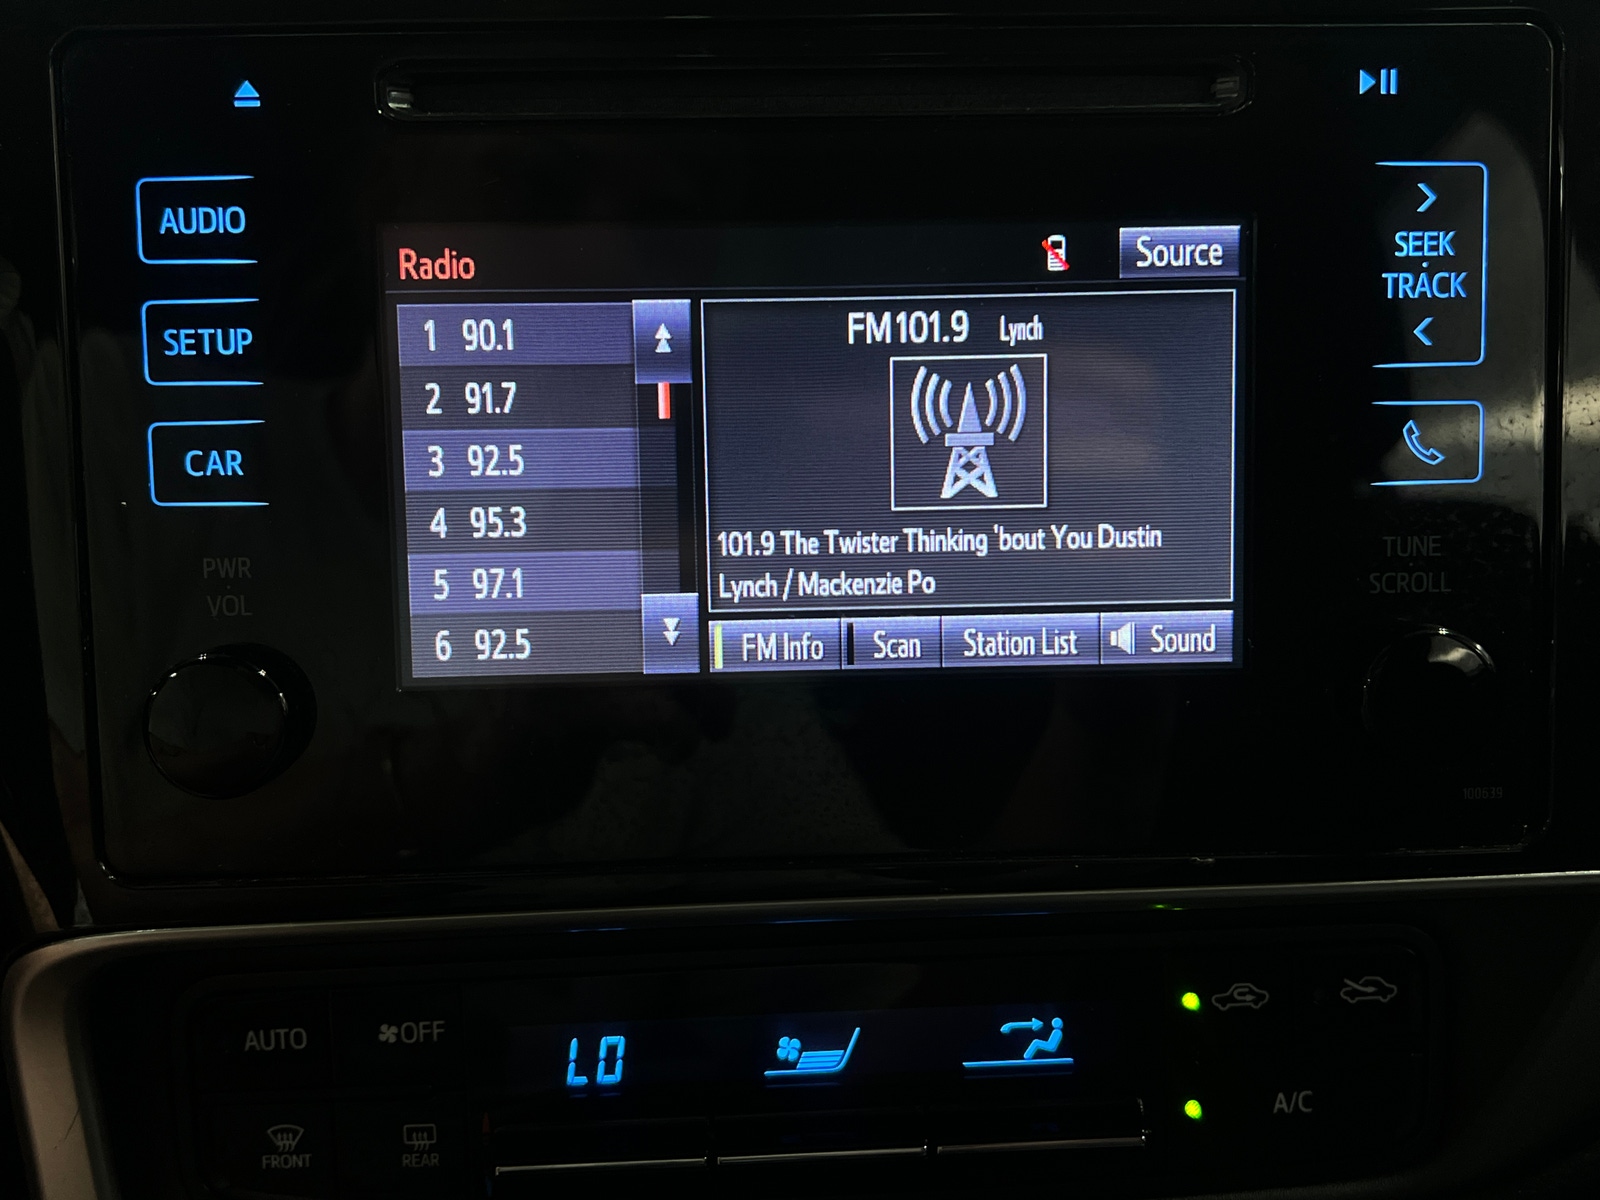 AUDIO
SETUP
CAR
PWR
VOL
Radio
Source
1 90.1
2 91.7
3 92.5
4 95.3
5 97.1
6 92.5
FM101.9 Lynch
101.9 The Twister Thinking 'bout You Dustin
Lynch / Mackenzie Po
FM Info
Scan
Station List
Sound
SEEK
TRACK
TUNE
SCROLL
100639
AUTO
OFF
LO
A/C
FRONT
REAR